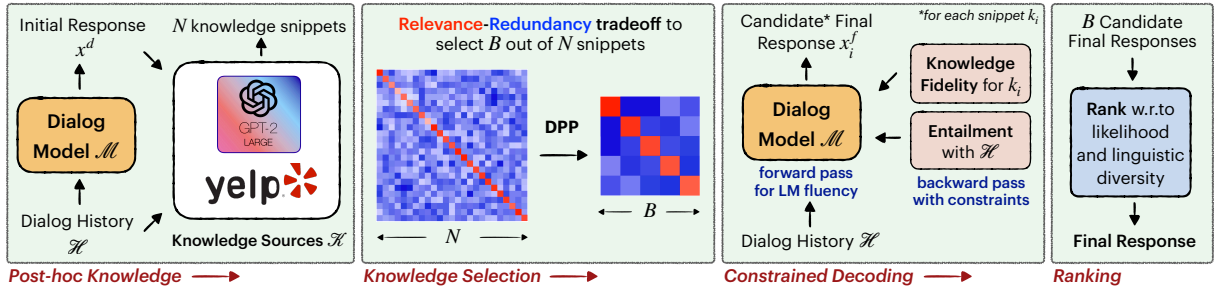 Initial Response
x^d
N knowledge snippets
Dialog
Model ℳ
GPT-2
LARGE
yelp
Dialog History
ℋ
Knowledge Sources 𝒦
Post-hoc Knowledge
Relevance-Redundancy tradeoff to
select B out of N snippets
DPP
N
B
Knowledge Selection
Candidate* Final
Response x_i^f
*for each snippet k_i
Dialog
Model ℳ
Knowledge
Fidelity for k_i
Entailment
with ℋ
forward pass
for LM fluency
backward pass
with constraints
Dialog History ℋ
Constrained Decoding
B Candidate
Final Responses
Rank w.r.to
likelihood
and linguistic
diversity
Final Response
Ranking